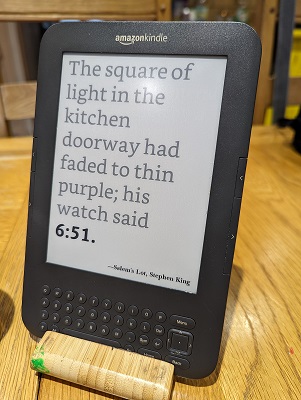 amazonkindle
The square of
light in the
kitchen
doorway had
faded to thin
purple; his
watch said
6:51.
—Salem's Lot, Stephen King
Menu
Back